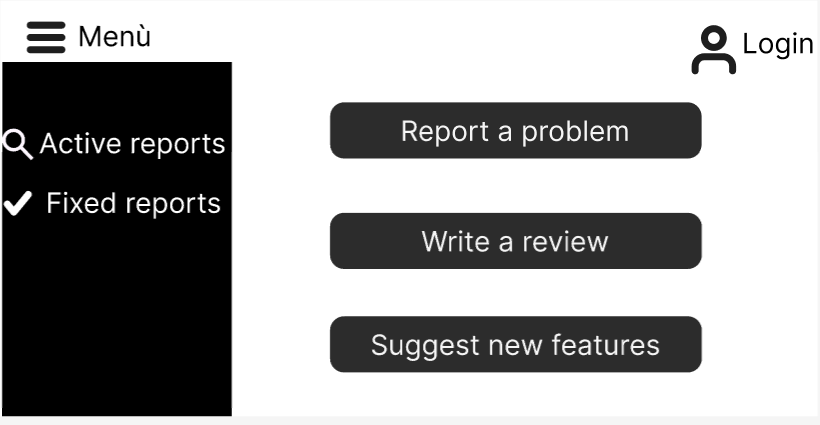 Menù
Login
Active reports
Fixed reports
Report a problem
Write a review
Suggest new features